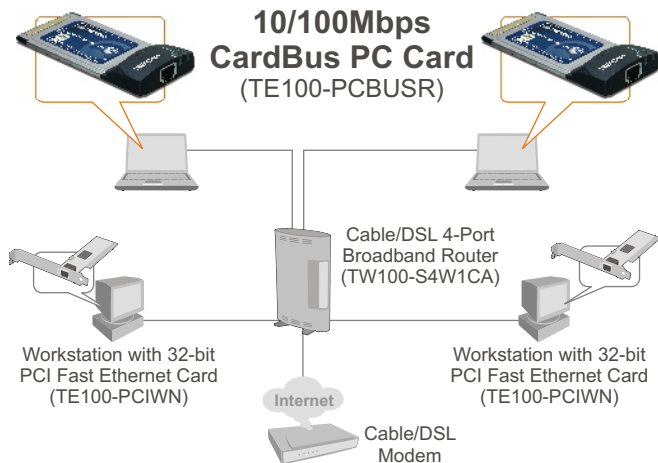 10/100Mbps
CardBus PC Card
(TE100-PCBUSR)
Cable/DSL 4-Port
Broadband Router
(TW100-S4W1CA)
Workstation with 32-bit
PCI Fast Ethernet Card
(TE100-PCIWN)
Workstation with 32-bit
PCI Fast Ethernet Card
(TE100-PCIWN)
Internet
Cable/DSL
Modem